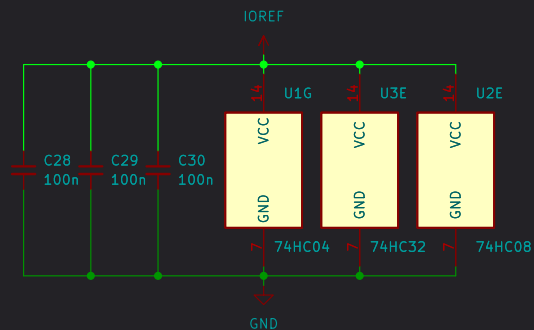 IOREF
14 U1G 14 U3E 14 U2E
VCC VCC VCC
C28 C29 C30
100n 100n 100n
GND GND GND
7 74HC04 7 74HC32 7 74HC08
GND